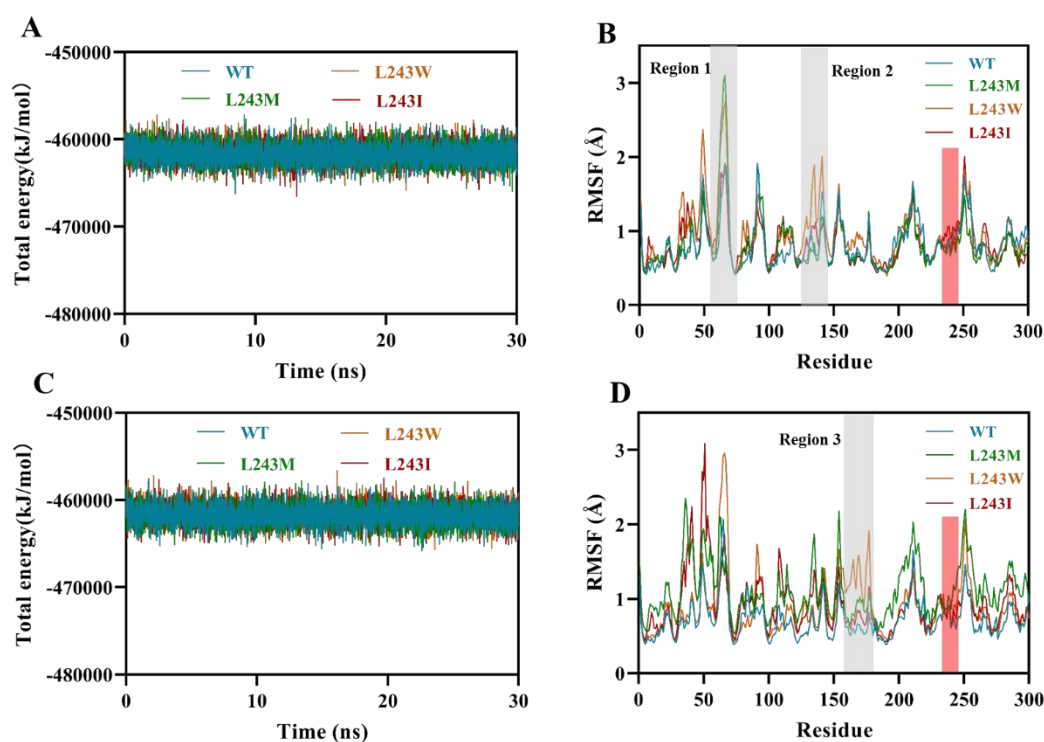 A
-450000
-460000
-470000
-480000
Total energy(kJ/mol)
WT
L243W
L243M
L243I
0
10
20
30
Time (ns)
B
3
2
1
0
RMSF (Å)
Region 1
Region 2
WT
L243M
L243W
L243I
0
50
100
150
200
250
300
Residue
C
-450000
-460000
-470000
-480000
Total energy(kJ/mol)
WT
L243W
L243M
L243I
0
10
20
30
Time (ns)
D
3
2
1
0
RMSF (Å)
Region 3
WT
L243M
L243W
L243I
0
50
100
150
200
250
300
Residue